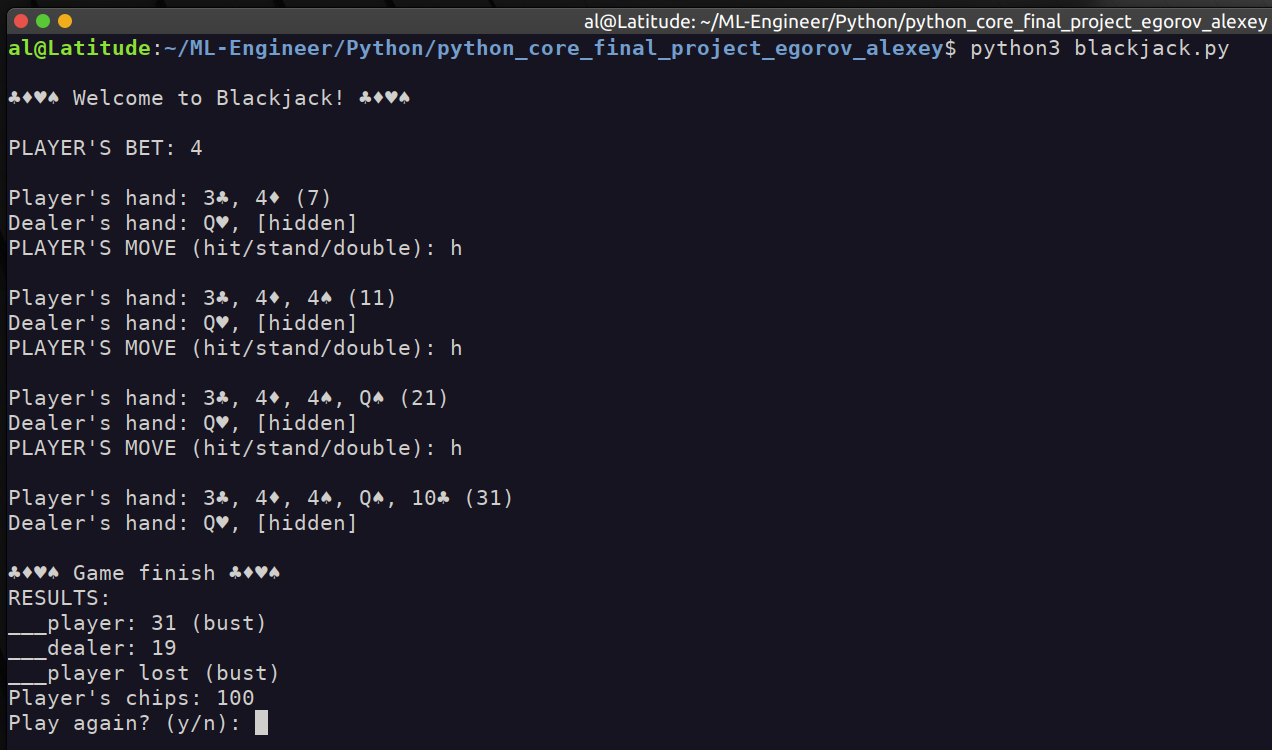 al@Latitude: ~/ML-Engineer/Python/python_core_final_project_egorov_alexey
al@Latitude:~/ML-Engineer/Python/python_core_final_project_egorov_alexey$ python3 blackjack.py
♣♦♥♠ Welcome to Blackjack! ♣♦♥♠
PLAYER'S BET: 4
Player's hand: 3♣, 4♦ (7)
Dealer's hand: Q♥, [hidden]
PLAYER'S MOVE (hit/stand/double): h
Player's hand: 3♣, 4♦, 4♠ (11)
Dealer's hand: Q♥, [hidden]
PLAYER'S MOVE (hit/stand/double): h
Player's hand: 3♣, 4♦, 4♠, Q♠ (21)
Dealer's hand: Q♥, [hidden]
PLAYER'S MOVE (hit/stand/double): h
Player's hand: 3♣, 4♦, 4♠, Q♠, 10♣ (31)
Dealer's hand: Q♥, [hidden]
♣♦♥♠ Game finish ♣♦♥♠
RESULTS:
___player: 31 (bust)
___dealer: 19
___player lost (bust)
Player's chips: 100
Play again? (y/n):